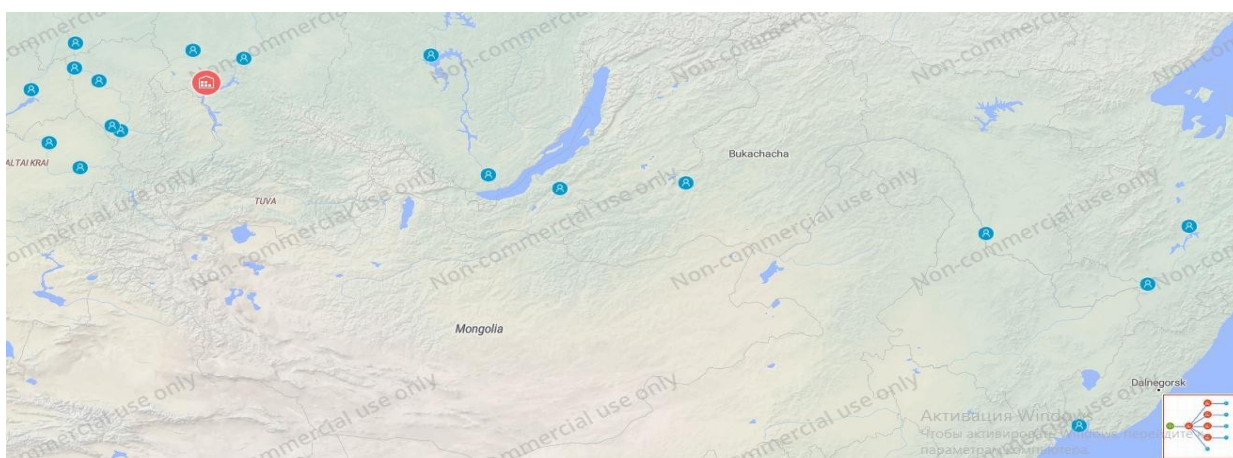 Non-commercial use only
Bukachacha
ALTAI KRAI
TUVA
Mongolia
Dalnegorsk
Активация Windows
Чтобы активировать Windows, перейдите к
параметрам компьютера.